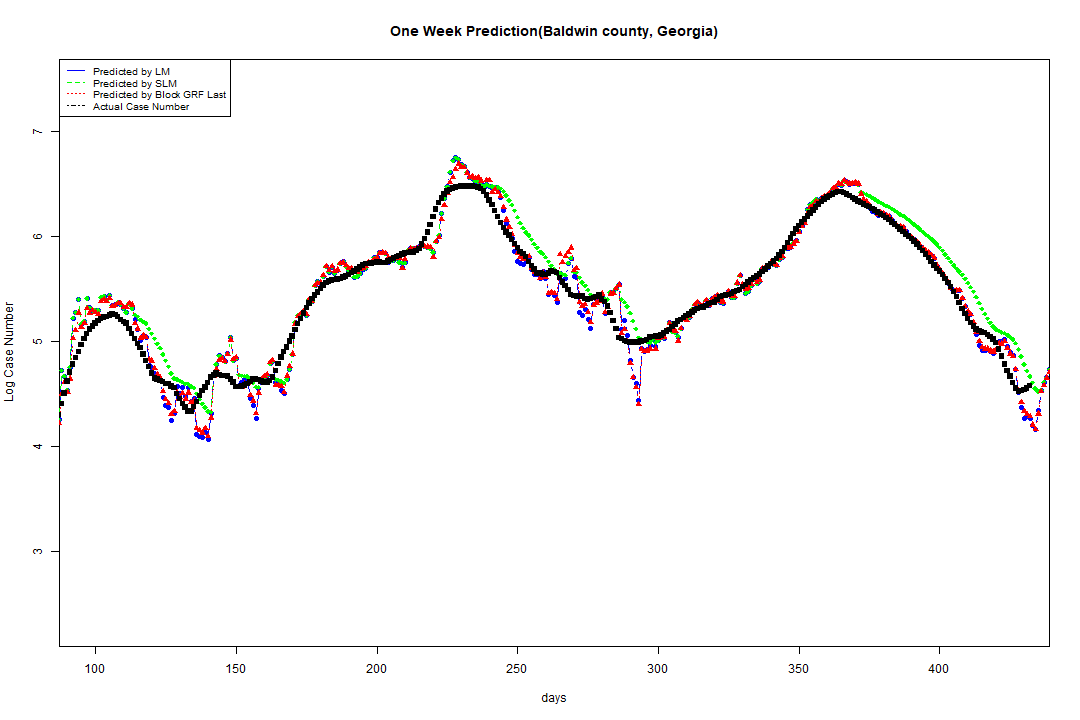 One Week Prediction(Baldwin county, Georgia)
Predicted by LM
Predicted by SLM
Predicted by Block GRF Last
Actual Case Number
7
6
5
4
3
Log Case Number
100 150 200 250 300 350 400
days